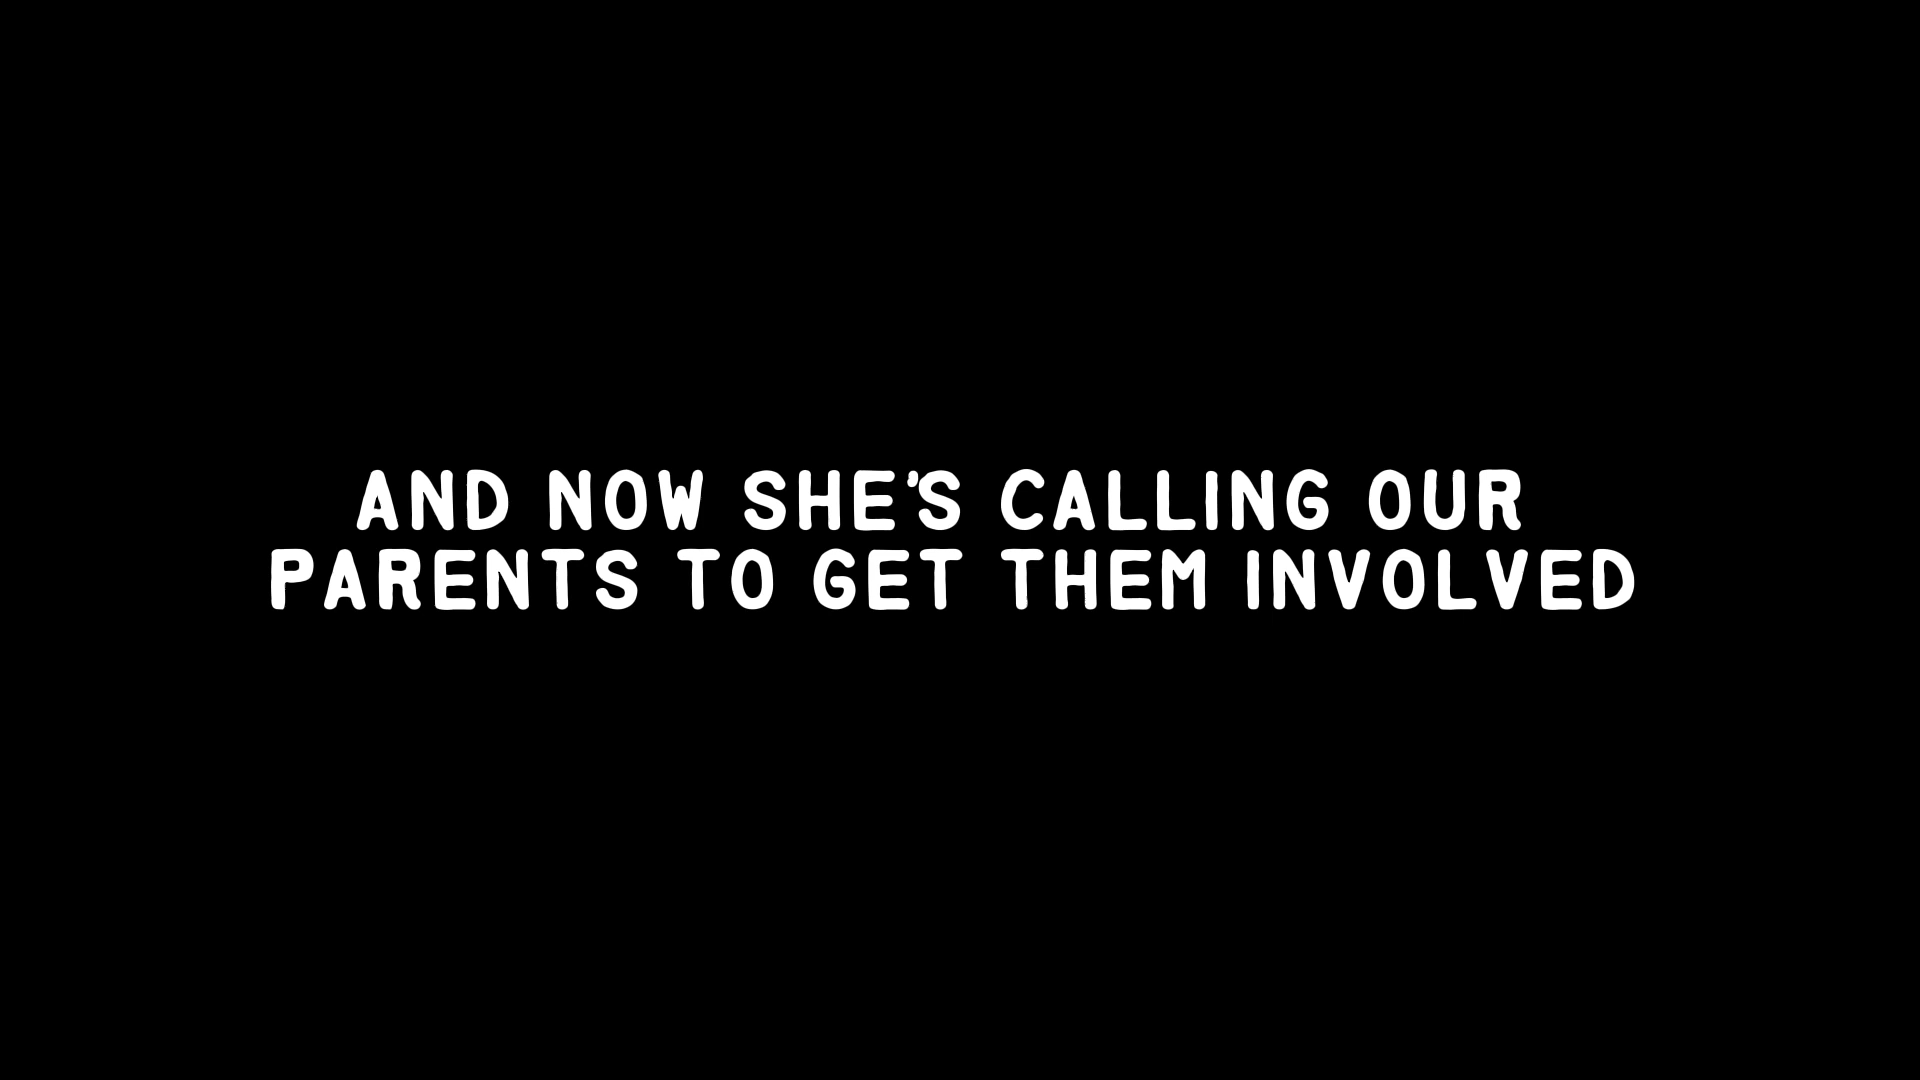 AND NOW SHE'S CALLING OUR
PARENTS TO GET THEM INVOLVED